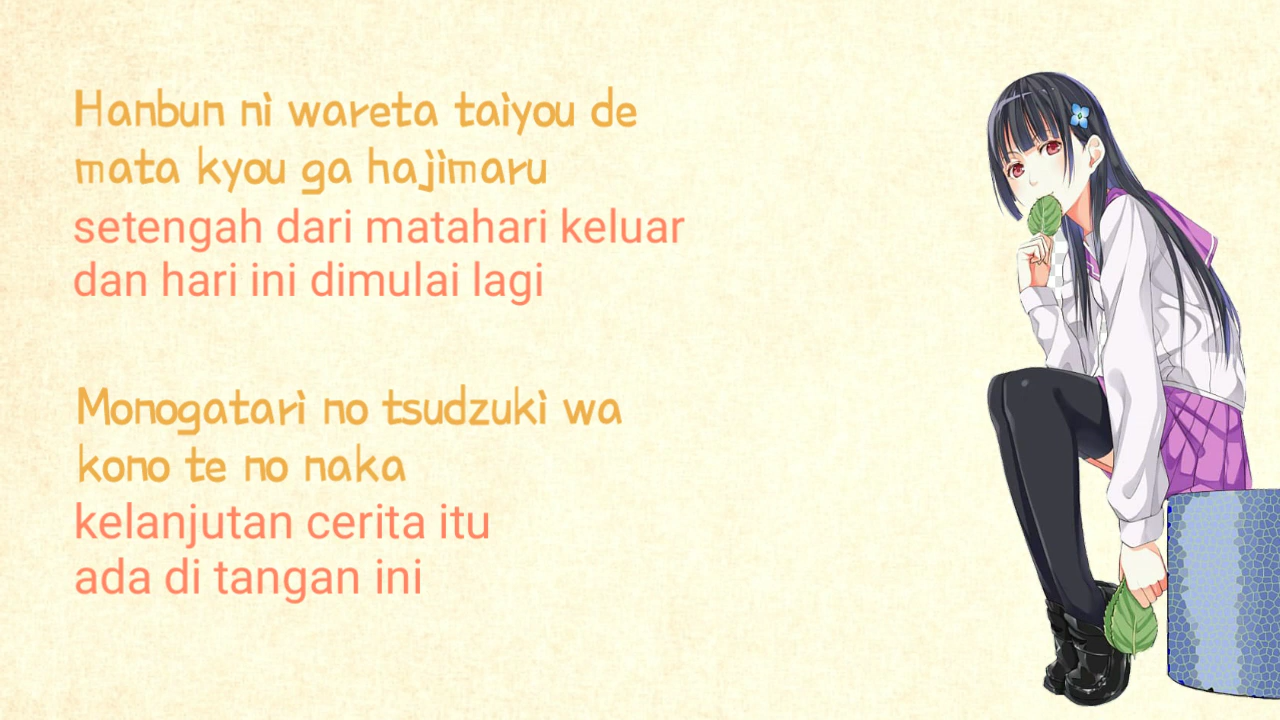 Hanbun ni wareta taiyou de
mata kyou ga hajimaru
setengah dari matahari keluar
dan hari ini dimulai lagi
Monogatari no tsudzuki wa
kono te no naka
kelanjutan cerita itu
ada di tangan ini